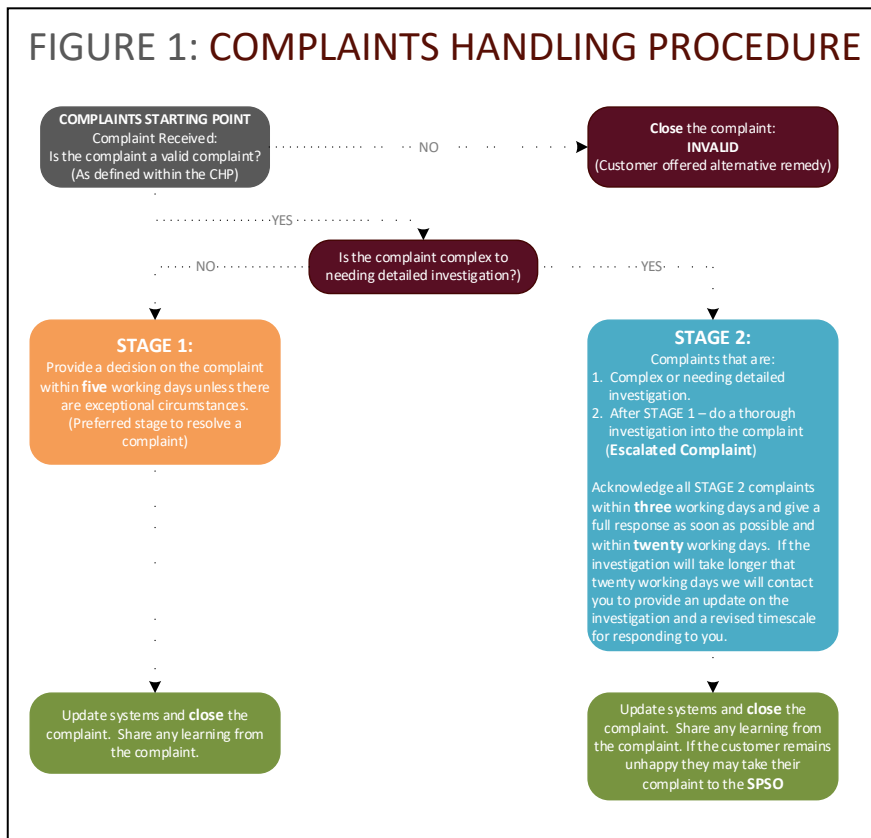 FIGURE 1: COMPLAINTS HANDLING PROCEDURE
COMPLAINTS STARTING POINT
Complaint Received:
Is the complaint a valid complaint?
(As defined within the CHP)
NO
Close the complaint:
INVALID
(Customer offered alternative remedy)
YES
Is the complaint complex to
needing detailed investigation?)
NO
YES
STAGE 1:
Provide a decision on the complaint
within five working days unless there
are exceptional circumstances.
(Preferred stage to resolve a
complaint)
STAGE 2:
Complaints that are:
1. Complex or needing detailed
investigation.
2. After STAGE 1 – do a thorough
investigation into the complaint
(Escalated Complaint)
Acknowledge all STAGE 2 complaints
within three working days and give a
full response as soon as possible and
within twenty working days. If the
investigation will take longer that
twenty working days we will contact
you to provide an update on the
investigation and a revised timescale
for responding to you.
Update systems and close the
complaint. Share any learning from
the complaint.
Update systems and close the
complaint. Share any learning from
the complaint. If the customer remains
unhappy they may take their
complaint to the SPSO